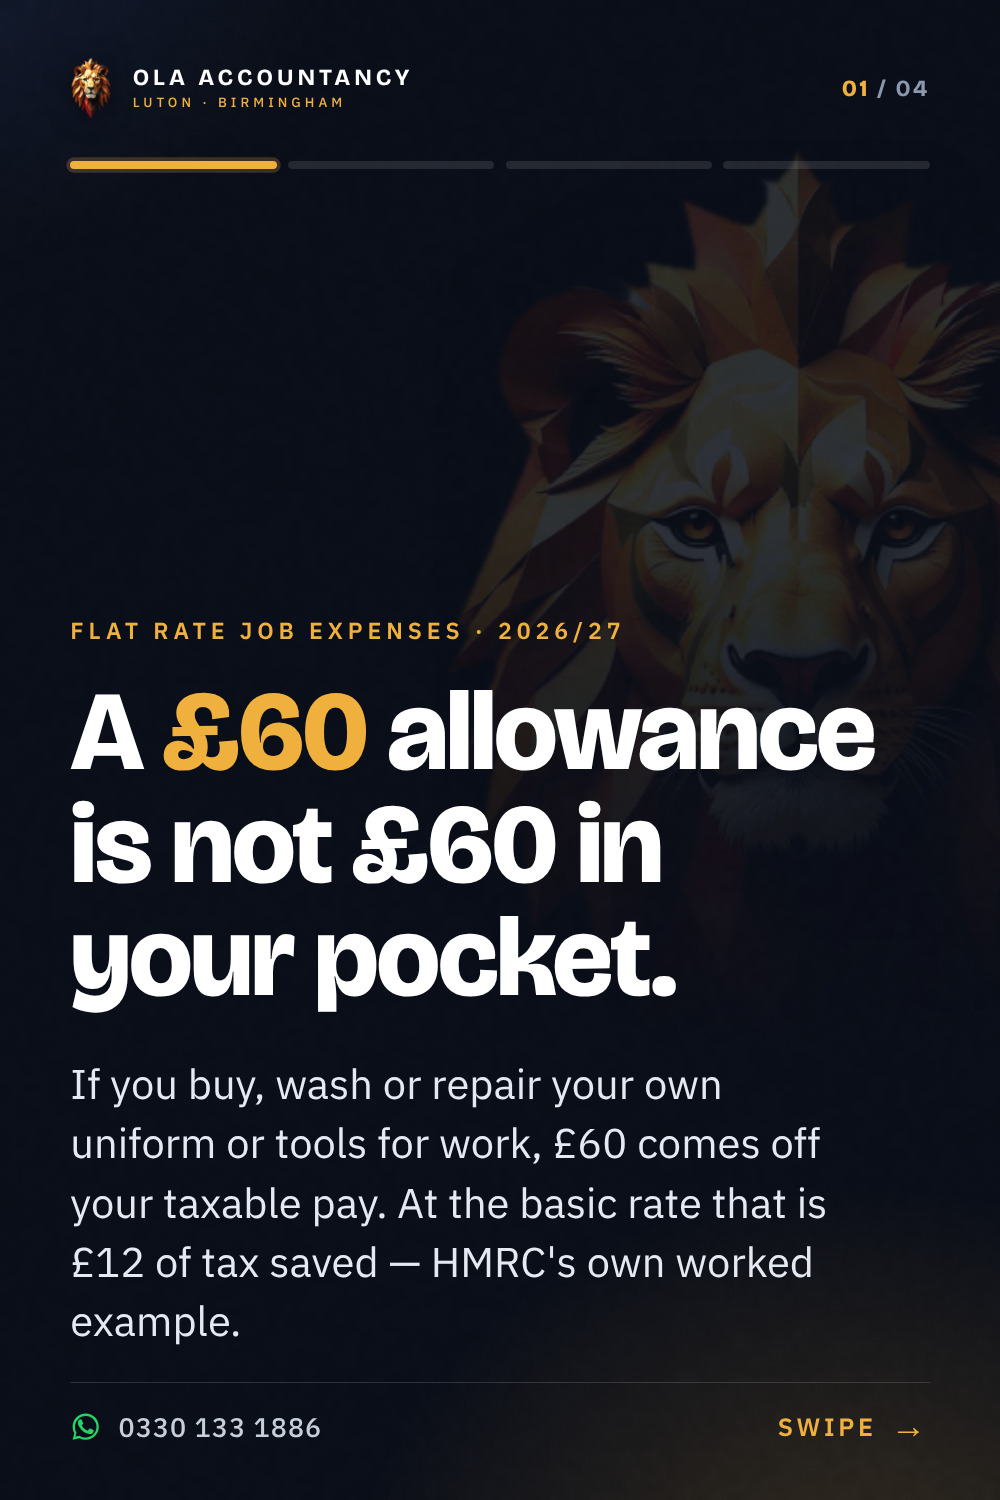 OLA ACCOUNTANCY
LUTON · BIRMINGHAM
01 / 04
FLAT RATE JOB EXPENSES · 2026/27
A £60 allowance
is not £60 in
your pocket.
If you buy, wash or repair your own
uniform or tools for work, £60 comes off
your taxable pay. At the basic rate that is
£12 of tax saved — HMRC's own worked
example.
0330 133 1886
SWIPE →